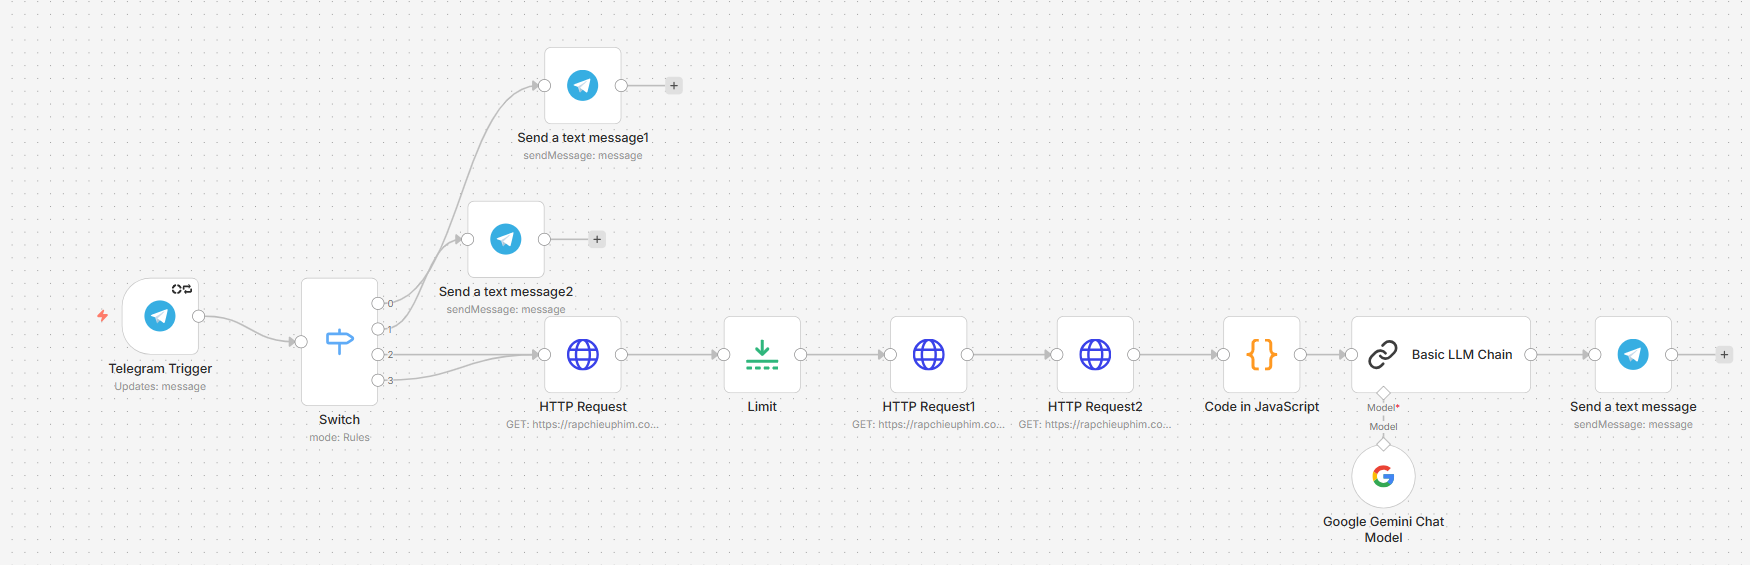 Send a text message1
sendMessage: message
Send a text message2
sendMessage: message
Telegram Trigger
Updates: message
0
1
2
3
Switch
mode: Rules
HTTP Request
GET: https://rapchieuphim.co...
Limit
HTTP Request1
GET: https://rapchieuphim.co...
HTTP Request2
GET: https://rapchieuphim.co...
Code in JavaScript
Basic LLM Chain
Model*
Model
Google Gemini Chat
Model
Send a text message
sendMessage: message